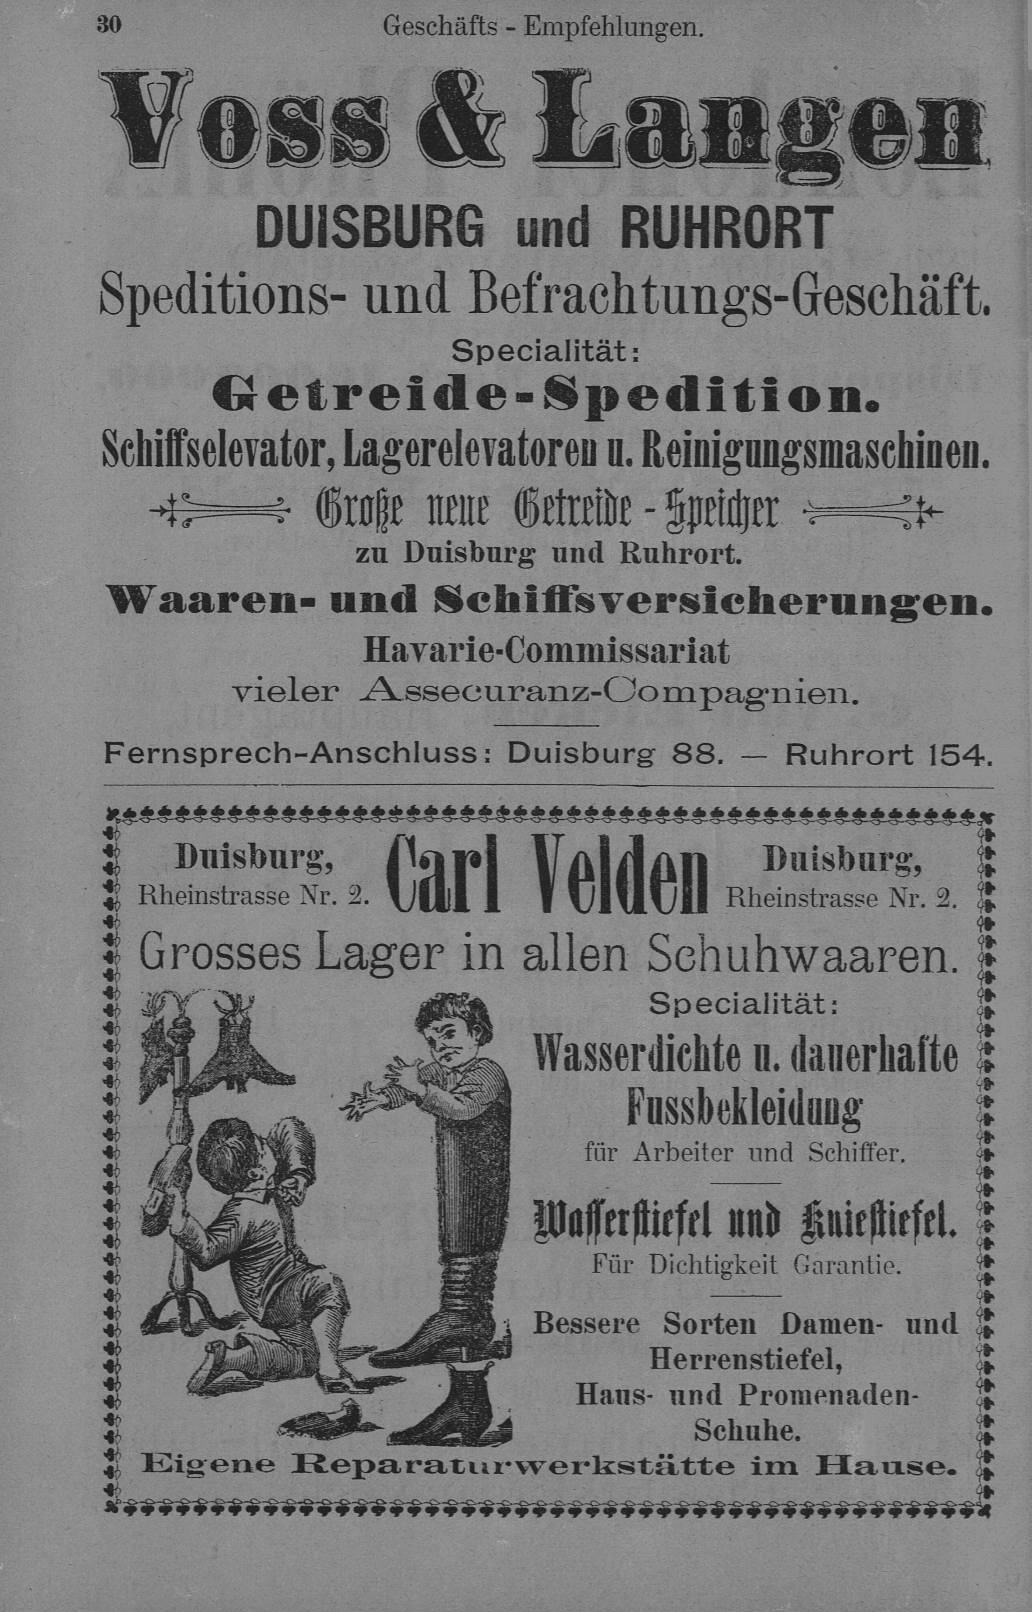 30
Geschäfts - Empfehlungen.
Voss & Langen
DUISBURG und RUHRORT
Speditions- und Befrachtungs-Geschäft.
Specialität:
Getreide-Spedition.
Schiffselevator, Lagerelevatoren u. Reinigungsmaschinen.
Große neue Getreide - Speicher
zu Duisburg und Ruhrort.
Waaren- und Schiffsversicherungen.
Havarie-Commissariat
vieler Assecuranz-Compagnien.
Fernsprech-Anschluss: Duisburg 88. — Ruhrort 154.
Duisburg,
Rheinstrasse Nr. 2.
Carl Velden
Duisburg,
Rheinstrasse Nr. 2.
Grosses Lager in allen Schuhwaaren.
Specialität:
Wasserdichte u. dauerhafte
Fussbekleidung
für Arbeiter und Schiffer.
Wasserstiefel und Kniestiefel.
Für Dichtigkeit Garantie.
Bessere Sorten Damen- und
Herrenstiefel,
Haus- und Promenaden-
Schuhe.
Eigene Reparaturwerkstätte im Hause.